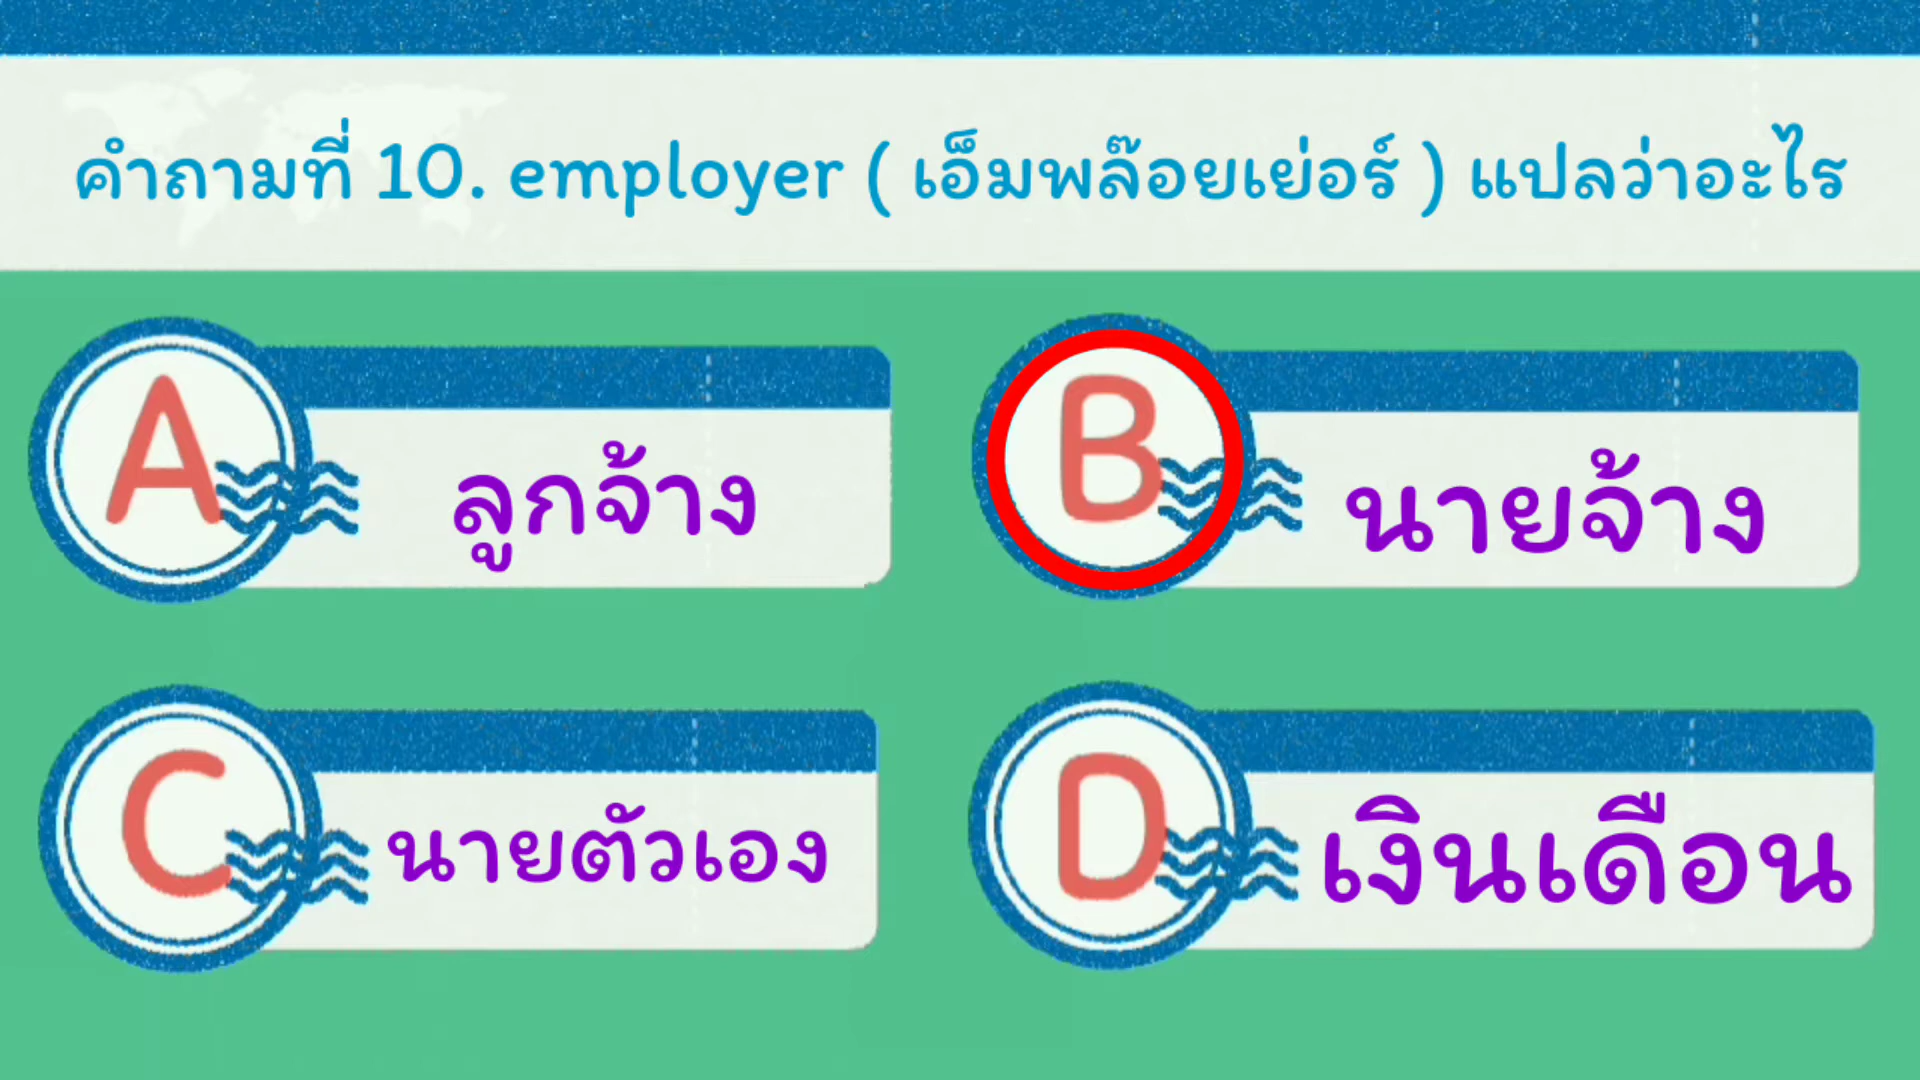 คำถามที่ 10. employer ( เอ็มพล๊อยเย่อร์ ) แปลว่าอะไร
A ลูกจ้าง
B นายจ้าง
C นายตัวเอง
D เงินเดือน